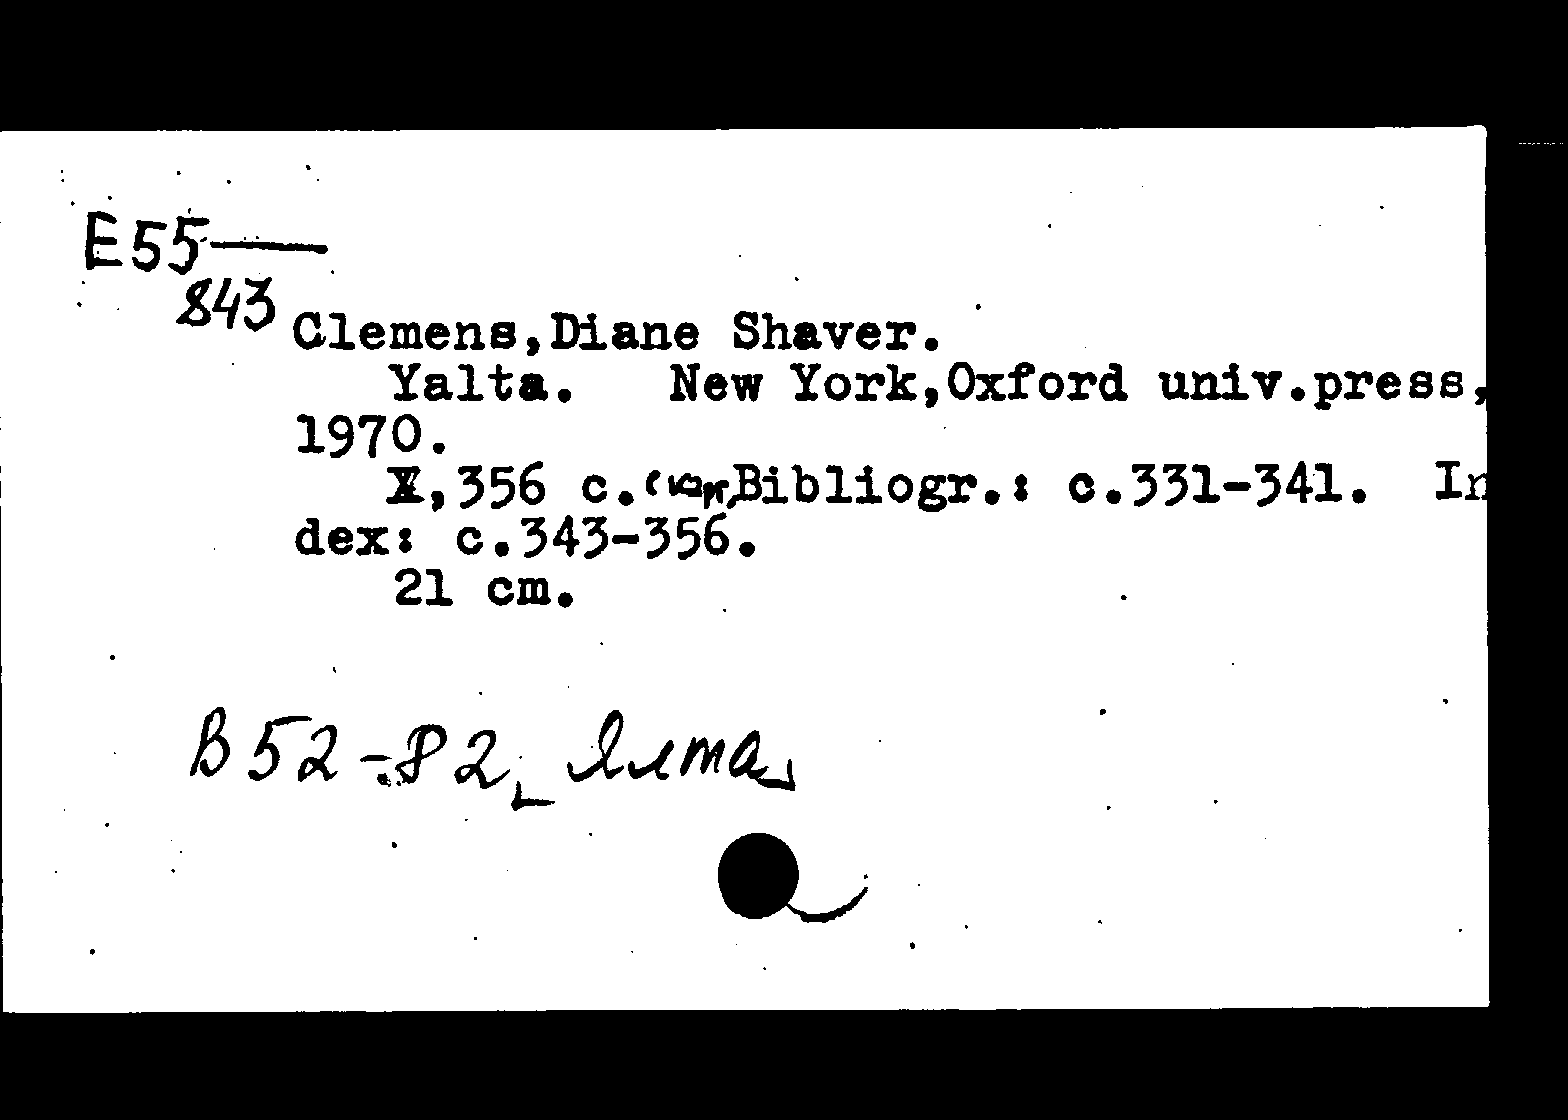 E55—
843
Clemens,Diane Shaver.
Yalta. New York,Oxford univ.press,
1970.
X,356 c. Bibliogr.: c.331-341. In
dex: c.343-356.
21 cm.
В 52-82, Ялта